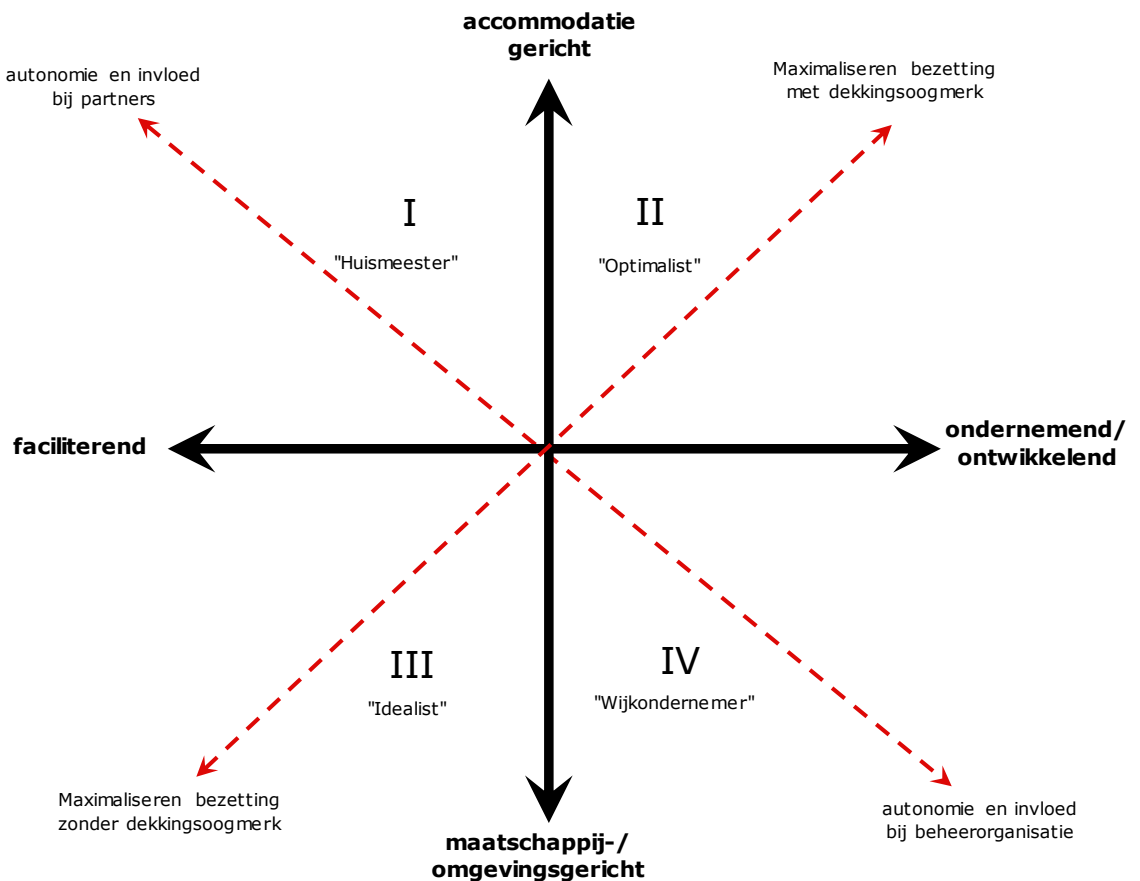 accommodatie
gericht
autonomie en invloed
bij partners
Maximaliseren bezetting
met dekkingsoogmerk
I
"Huismeester"
II
"Optimalist"
faciliterend
ondernemend/
ontwikkelend
III
"Idealist"
IV
"Wijkondernemer"
Maximaliseren bezetting
zonder dekkingsoogmerk
autonomie en invloed
bij beheerorganisatie
maatschappij-/
omgevingsgericht